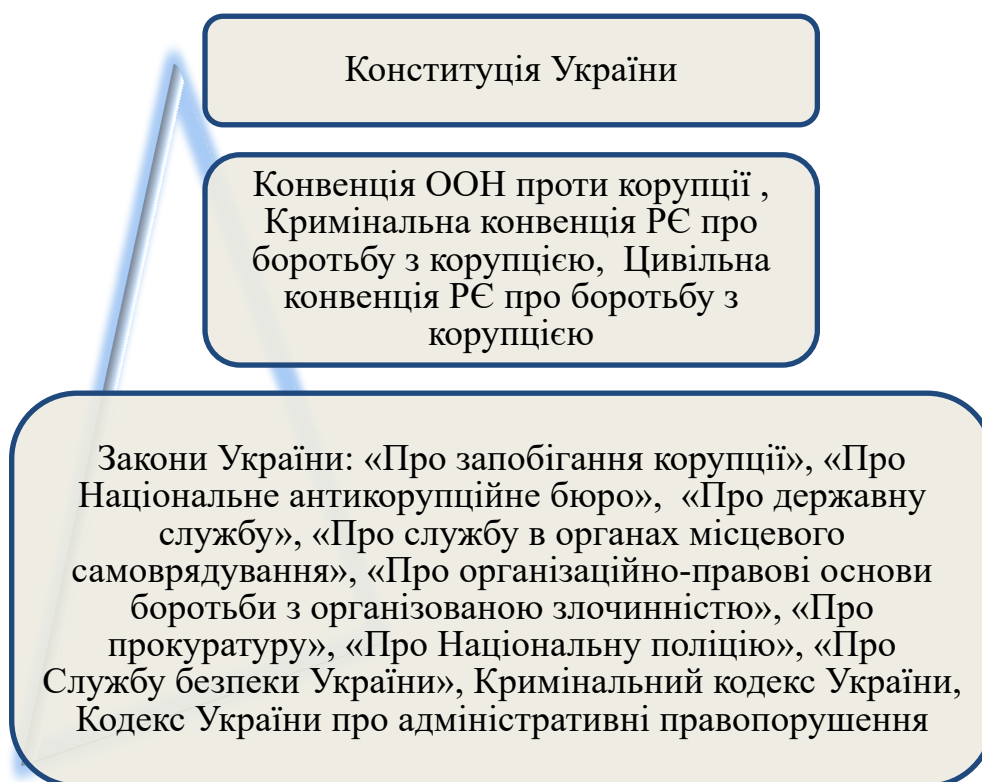 Конституція України
Конвенція ООН проти корупції ,
Кримінальна конвенція РЄ про
боротьбу з корупцією, Цивільна
конвенція РЄ про боротьбу з
корупцією
Закони України: «Про запобігання корупції», «Про
Національне антикорупційне бюро», «Про державну
службу», «Про службу в органах місцевого
самоврядування», «Про організаційно-правові основи
боротьби з організованою злочинністю», «Про
прокуратуру», «Про Національну поліцію», «Про
Службу безпеки України», Кримінальний кодекс України,
Кодекс України про адміністративні правопорушення